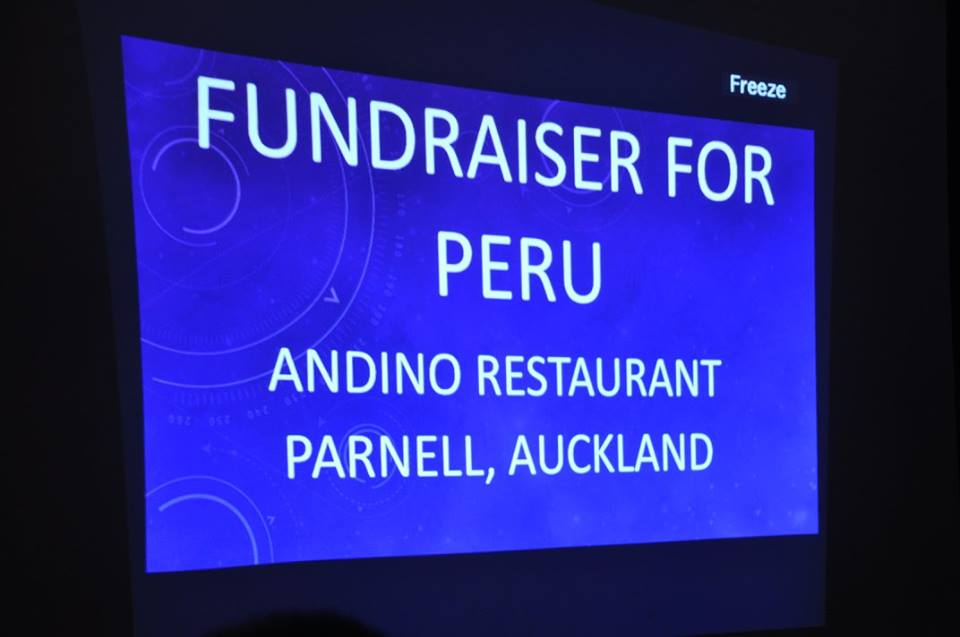 Freeze
FUNDRAISER FOR
PERU
ANDINO RESTAURANT
PARNELL, AUCKLAND